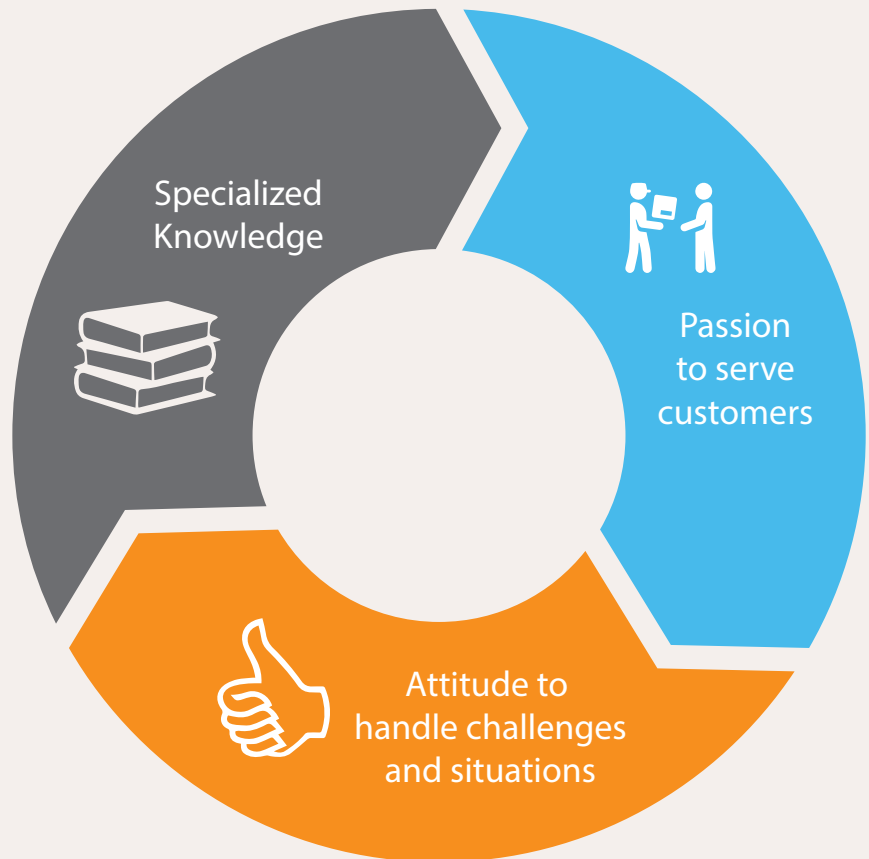 Specialized
Knowledge
Passion
to serve
customers
Attitude to
handle challenges
and situations